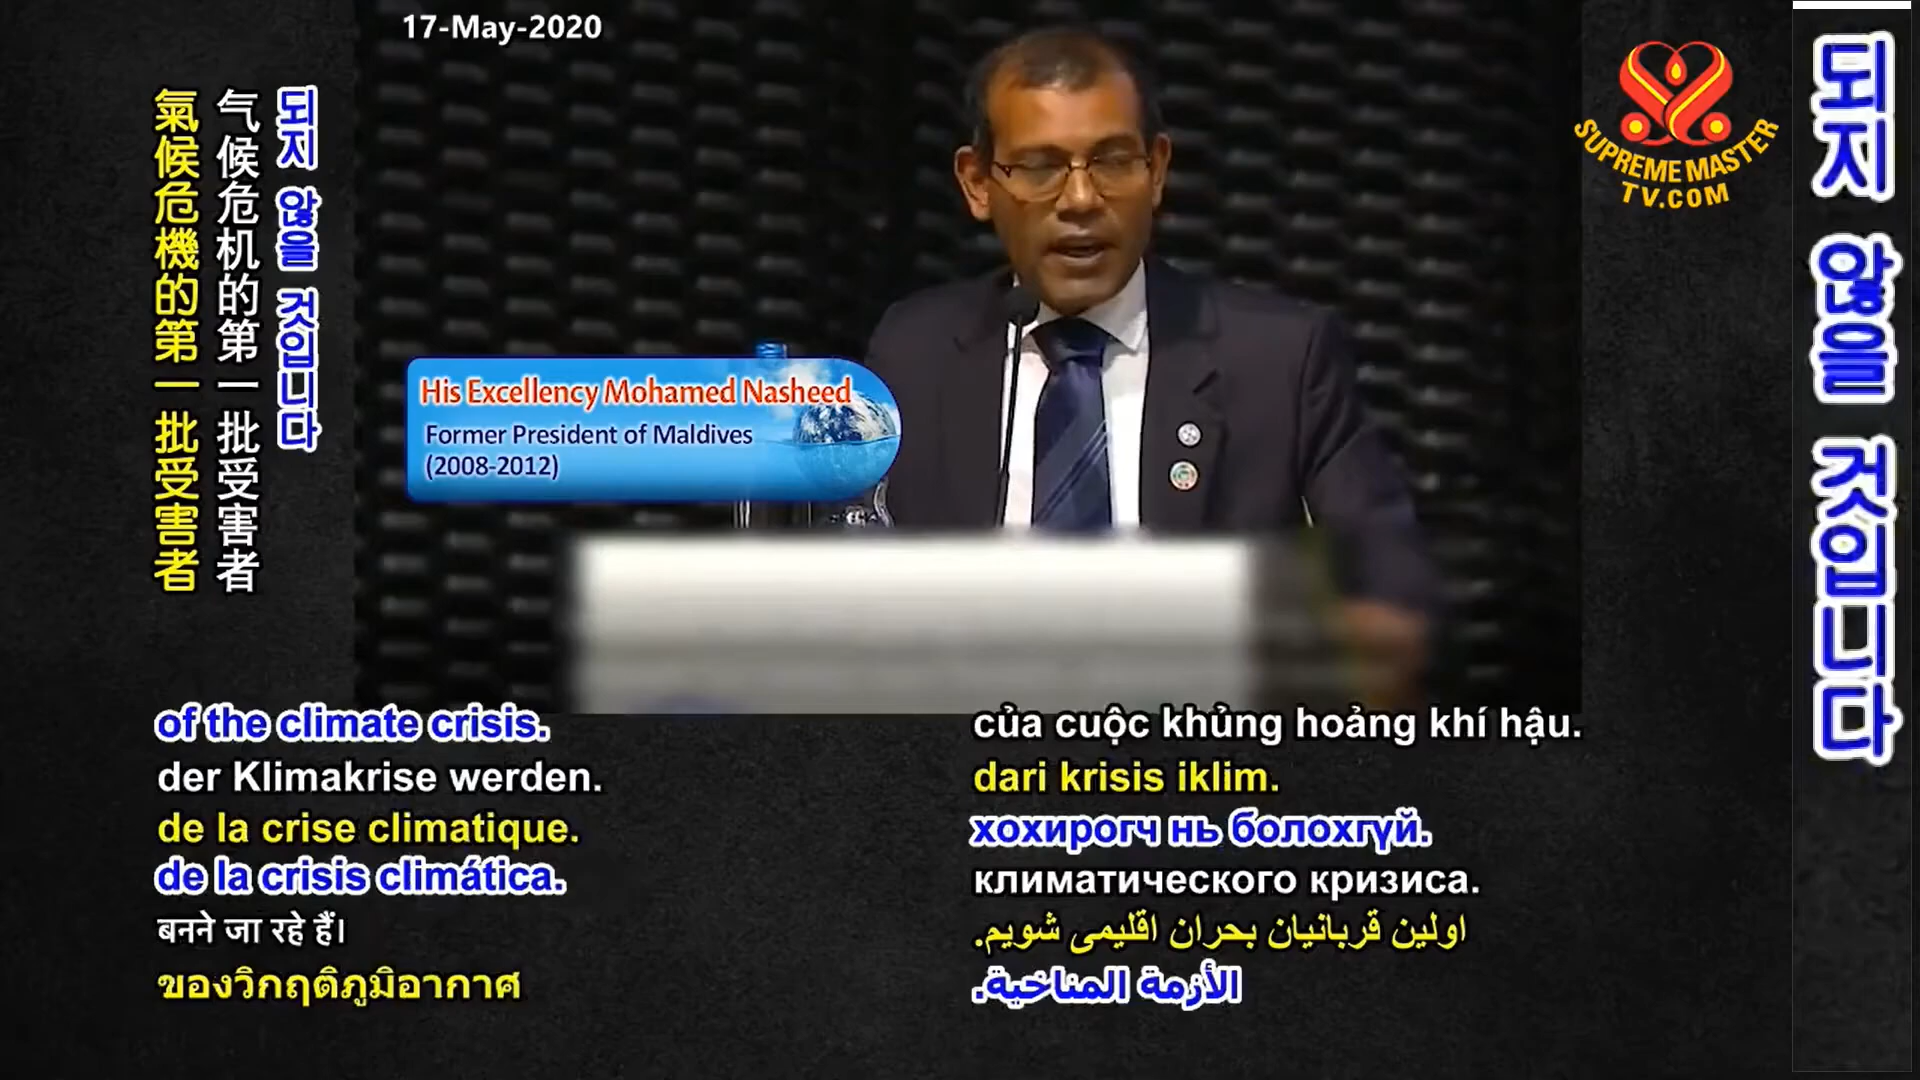 17-May-2020
SUPREME MASTER
TV.COM
氣候危機的第一批受害者
气候危机的第一批受害者
되지 않을 것입니다
되지 않을 것입니다
His Excellency Mohamed Nasheed
Former President of Maldives
(2008-2012)
of the climate crisis.
der Klimakrise werden.
de la crise climatique.
de la crisis climática.
बनने जा रहे हैं।
ของวิกฤติภูมิอากาศ
của cuộc khủng hoảng khí hậu.
dari krisis iklim.
хохирогч нь болохгүй.
климатического кризиса.
اولین قربانیان بحران اقلیمی شویم.
الأزمة المناخية.